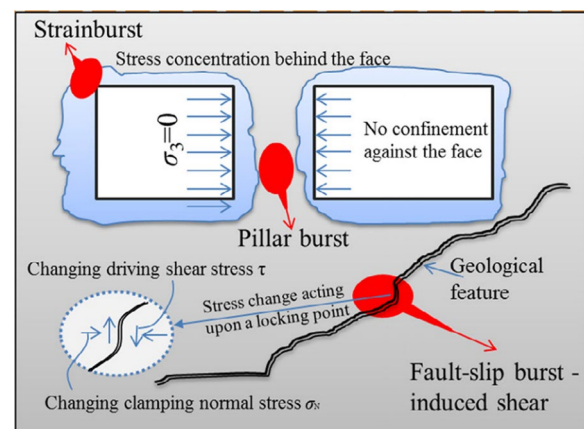 Strainburst
Stress concentration behind the face
σ₃=0
No confinement
against the face
Pillar burst
Changing driving shear stress τ
Geological
feature
Stress change acting
upon a locking point
Fault-slip burst -
induced shear
Changing clamping normal stress σₙ